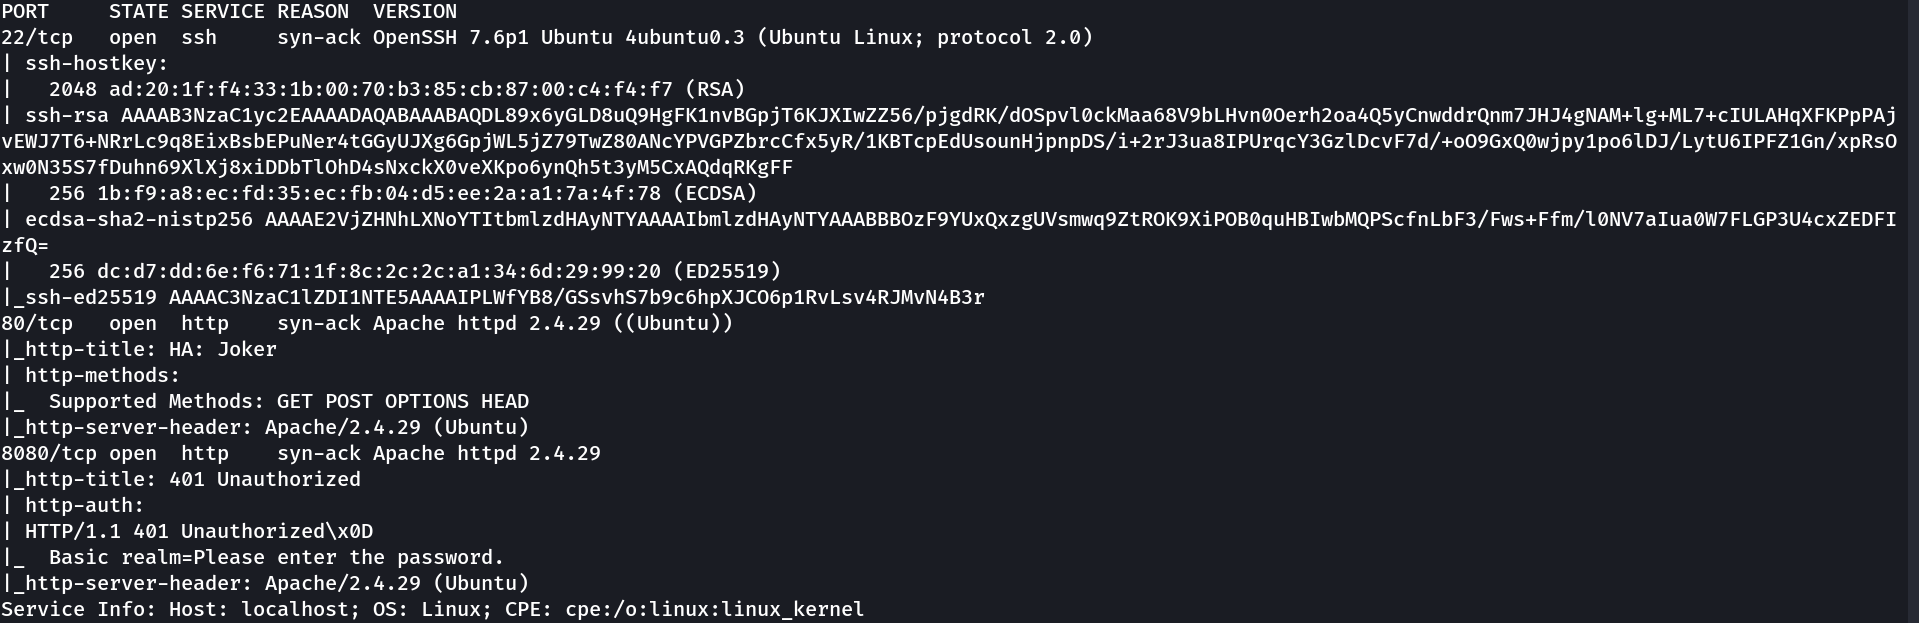 PORT     STATE SERVICE REASON  VERSION
22/tcp   open  ssh     syn-ack OpenSSH 7.6p1 Ubuntu 4ubuntu0.3 (Ubuntu Linux; protocol 2.0)
| ssh-hostkey:
|   2048 ad:20:1f:f4:33:1b:00:70:b3:85:cb:87:00:c4:f4:f7 (RSA)
| ssh-rsa AAAAB3NzaC1yc2EAAAADAQABAAABAQDL89x6yGLD8uQ9HgFK1nvBGpjT6KJXIwZZ56/pjgdRK/dOSpvl0ckMaa68V9bLHvn0Oerh2oa4Q5yCnwddrQnm7JHJ4gNAM+lg+ML7+cIULAHqXFKPpPAj
vEWJ7T6+NRrLc9q8EixBsbEPuNer4tGGyUJXg6GpjWL5jZ79TwZ80ANcYPVGPZbrcCfx5yR/1KBTcpEdUsounHjpnpDS/i+2rJ3ua8IPUrqcY3GzlDcvF7d/+oO9GxQ0wjpy1po6lDJ/LytU6IPFZ1Gn/xpRsO
xw0N35S7fDuhn69XlXj8xiDDbTlOhD4sNxckX0veXKpo6ynQh5t3yM5CxAQdqRKgFF
|   256 1b:f9:a8:ec:fd:35:ec:fb:04:d5:ee:2a:a1:7a:4f:78 (ECDSA)
| ecdsa-sha2-nistp256 AAAAE2VjZHNhLXNoYTItbmlzdHAyNTYAAAAIbmlzdHAyNTYAAABBBOzF9YUxQxzgUVsmwq9ZtROK9XiPOB0quHBIwbMQPScfnLbF3/Fws+Ffm/l0NV7aIua0W7FLGP3U4cxZEDFI
zfQ=
|   256 dc:d7:dd:6e:f6:71:1f:8c:2c:2c:a1:34:6d:29:99:20 (ED25519)
|_ssh-ed25519 AAAAC3NzaC1lZDI1NTE5AAAAIPLWfYB8/GSsvhS7b9c6hpXJCO6p1RvLsv4RJMvN4B3r
80/tcp   open  http    syn-ack Apache httpd 2.4.29 ((Ubuntu))
|_http-title: HA: Joker
| http-methods:
|_  Supported Methods: GET POST OPTIONS HEAD
|_http-server-header: Apache/2.4.29 (Ubuntu)
8080/tcp open  http    syn-ack Apache httpd 2.4.29
|_http-title: 401 Unauthorized
| http-auth:
| HTTP/1.1 401 Unauthorized\x0D
|_  Basic realm=Please enter the password.
|_http-server-header: Apache/2.4.29 (Ubuntu)
Service Info: Host: localhost; OS: Linux; CPE: cpe:/o:linux:linux_kernel